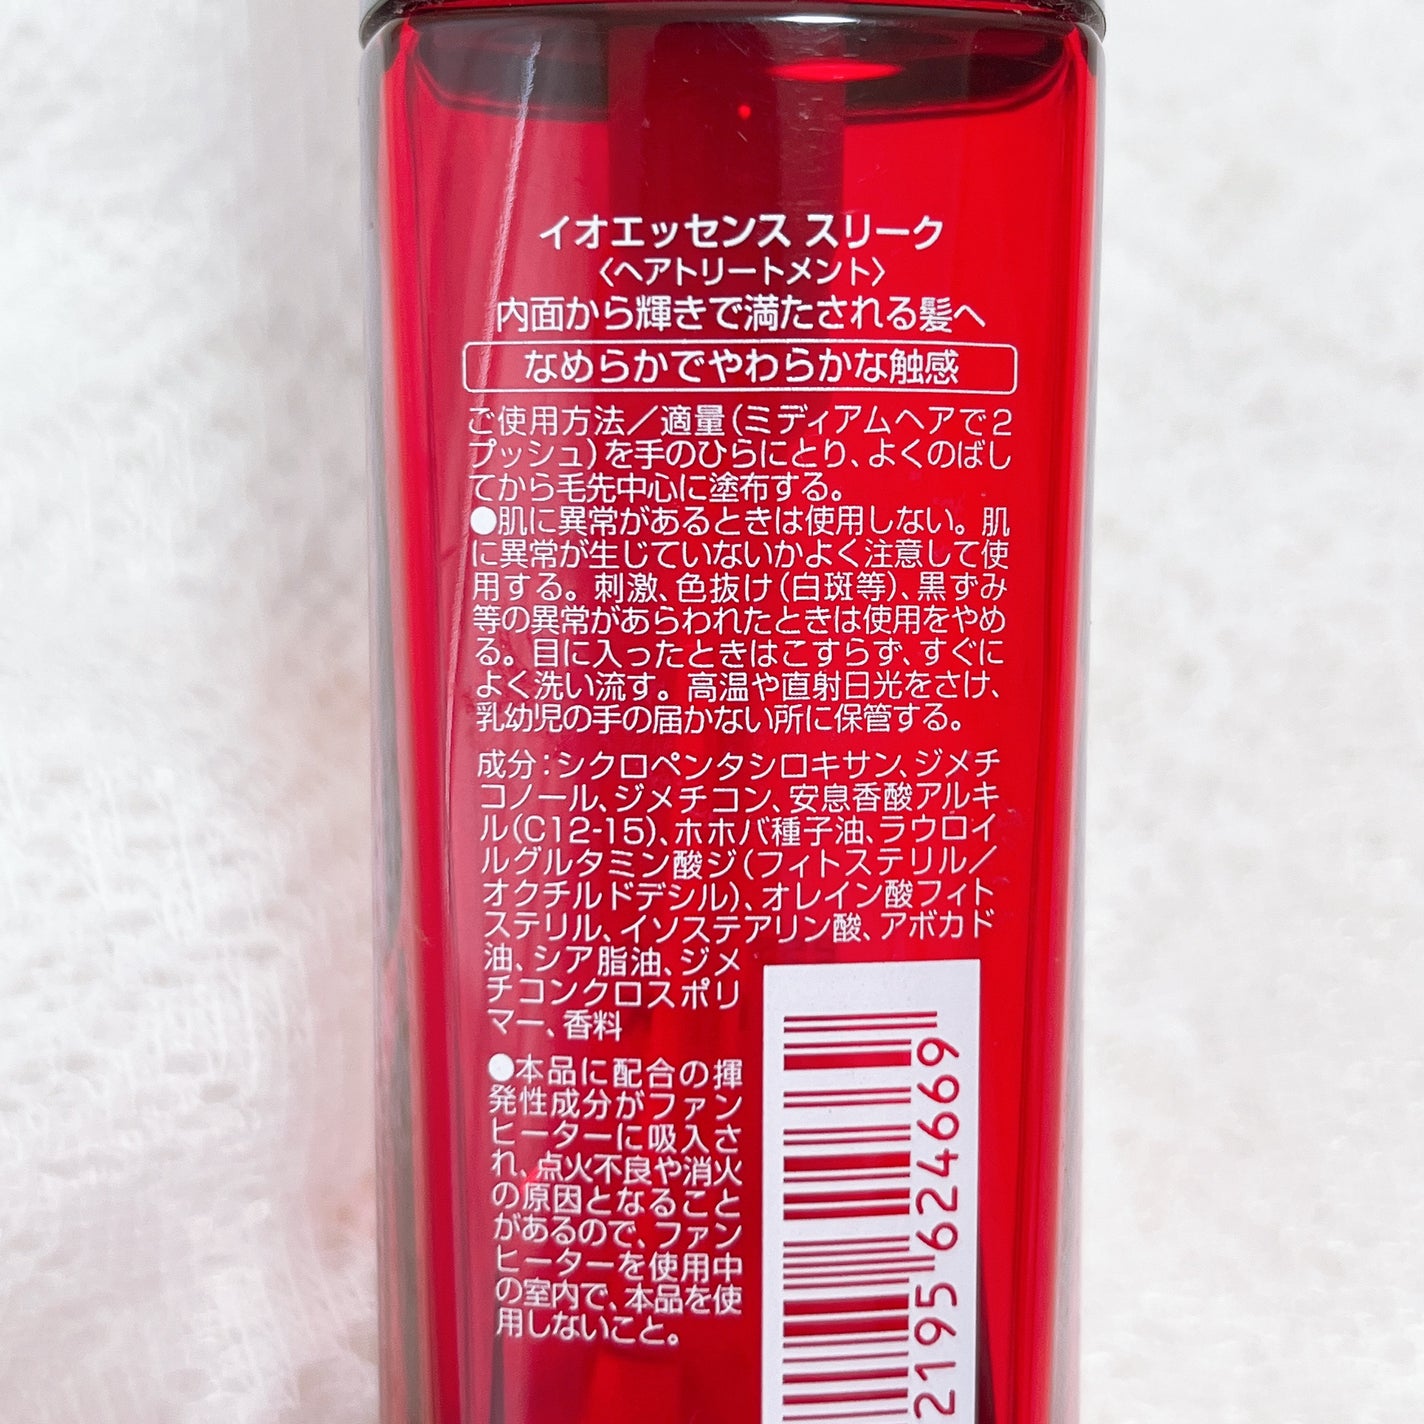 イオエッセンス スリーク
〈ヘアトリートメント〉
内面から輝きで満たされる髪へ
なめらかでやわらかな触感
ご使用方法／適量(ミディアムヘアで2
プッシュ)を手のひらにとり、よくのばし
てから毛先中心に塗布する。
●肌に異常があるときは使用しない。肌
に異常が生じていないかよく注意して使
用する。刺激、色抜け(白斑等)、黒ずみ
等の異常があらわれたときは使用をやめ
る。目に入ったときはこすらず、すぐに
よく洗い流す。高温や直射日光をさけ、
乳幼児の手の届かない所に保管する。
成分：シクロペンタシロキサン、ジメチ
コノール、ジメチコン、安息香酸アルキ
ル(C12-15)、ホホバ種子油、ラウロイ
ルグルタミン酸ジ(フィトステリル／
オクチルドデシル)、オレイン酸フィト
ステリル、イソステアリン酸、アボカド
油、シア脂油、ジメ
チコンクロスポリ
マー、香料
●本品に配合の揮
発性成分がファン
ヒーターに吸入さ
れ、点火不良や消火
の原因となること
があるので、ファン
ヒーターを使用中
の室内で、本品を使
用しないこと。
2195 624669